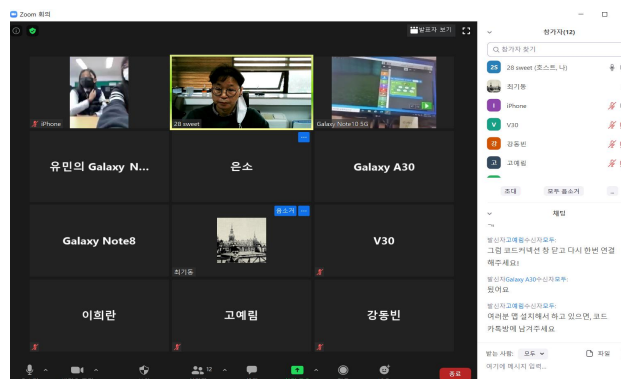 Zoom 회의
발표자 보기
iPhone
28 sweet
Galaxy Note10 5G
유민의 Galaxy N...
은소
Galaxy A30
Galaxy Note8
음소거
최기동
V30
이희란
고예림
강동빈
12
종료
참가자(12)
참가자 찾기
2S 28 sweet (호스트, 나)
최기동
I iPhone
V V30
강 강동빈
고 고예림
초대 모두 음소거 ...
채팅
발신자고예림수신자모두:
그럼 코드커넥션 창 닫고 다시 한번 연결
해주세요!
발신자Galaxy A30수신자모두:
됐어요
발신자고예림수신자모두:
여러분 앱 설치해서 하고 있으면, 코드
카톡방에 남겨주세요
받는 사람: 모두 파일
여기에 메시지 입력...